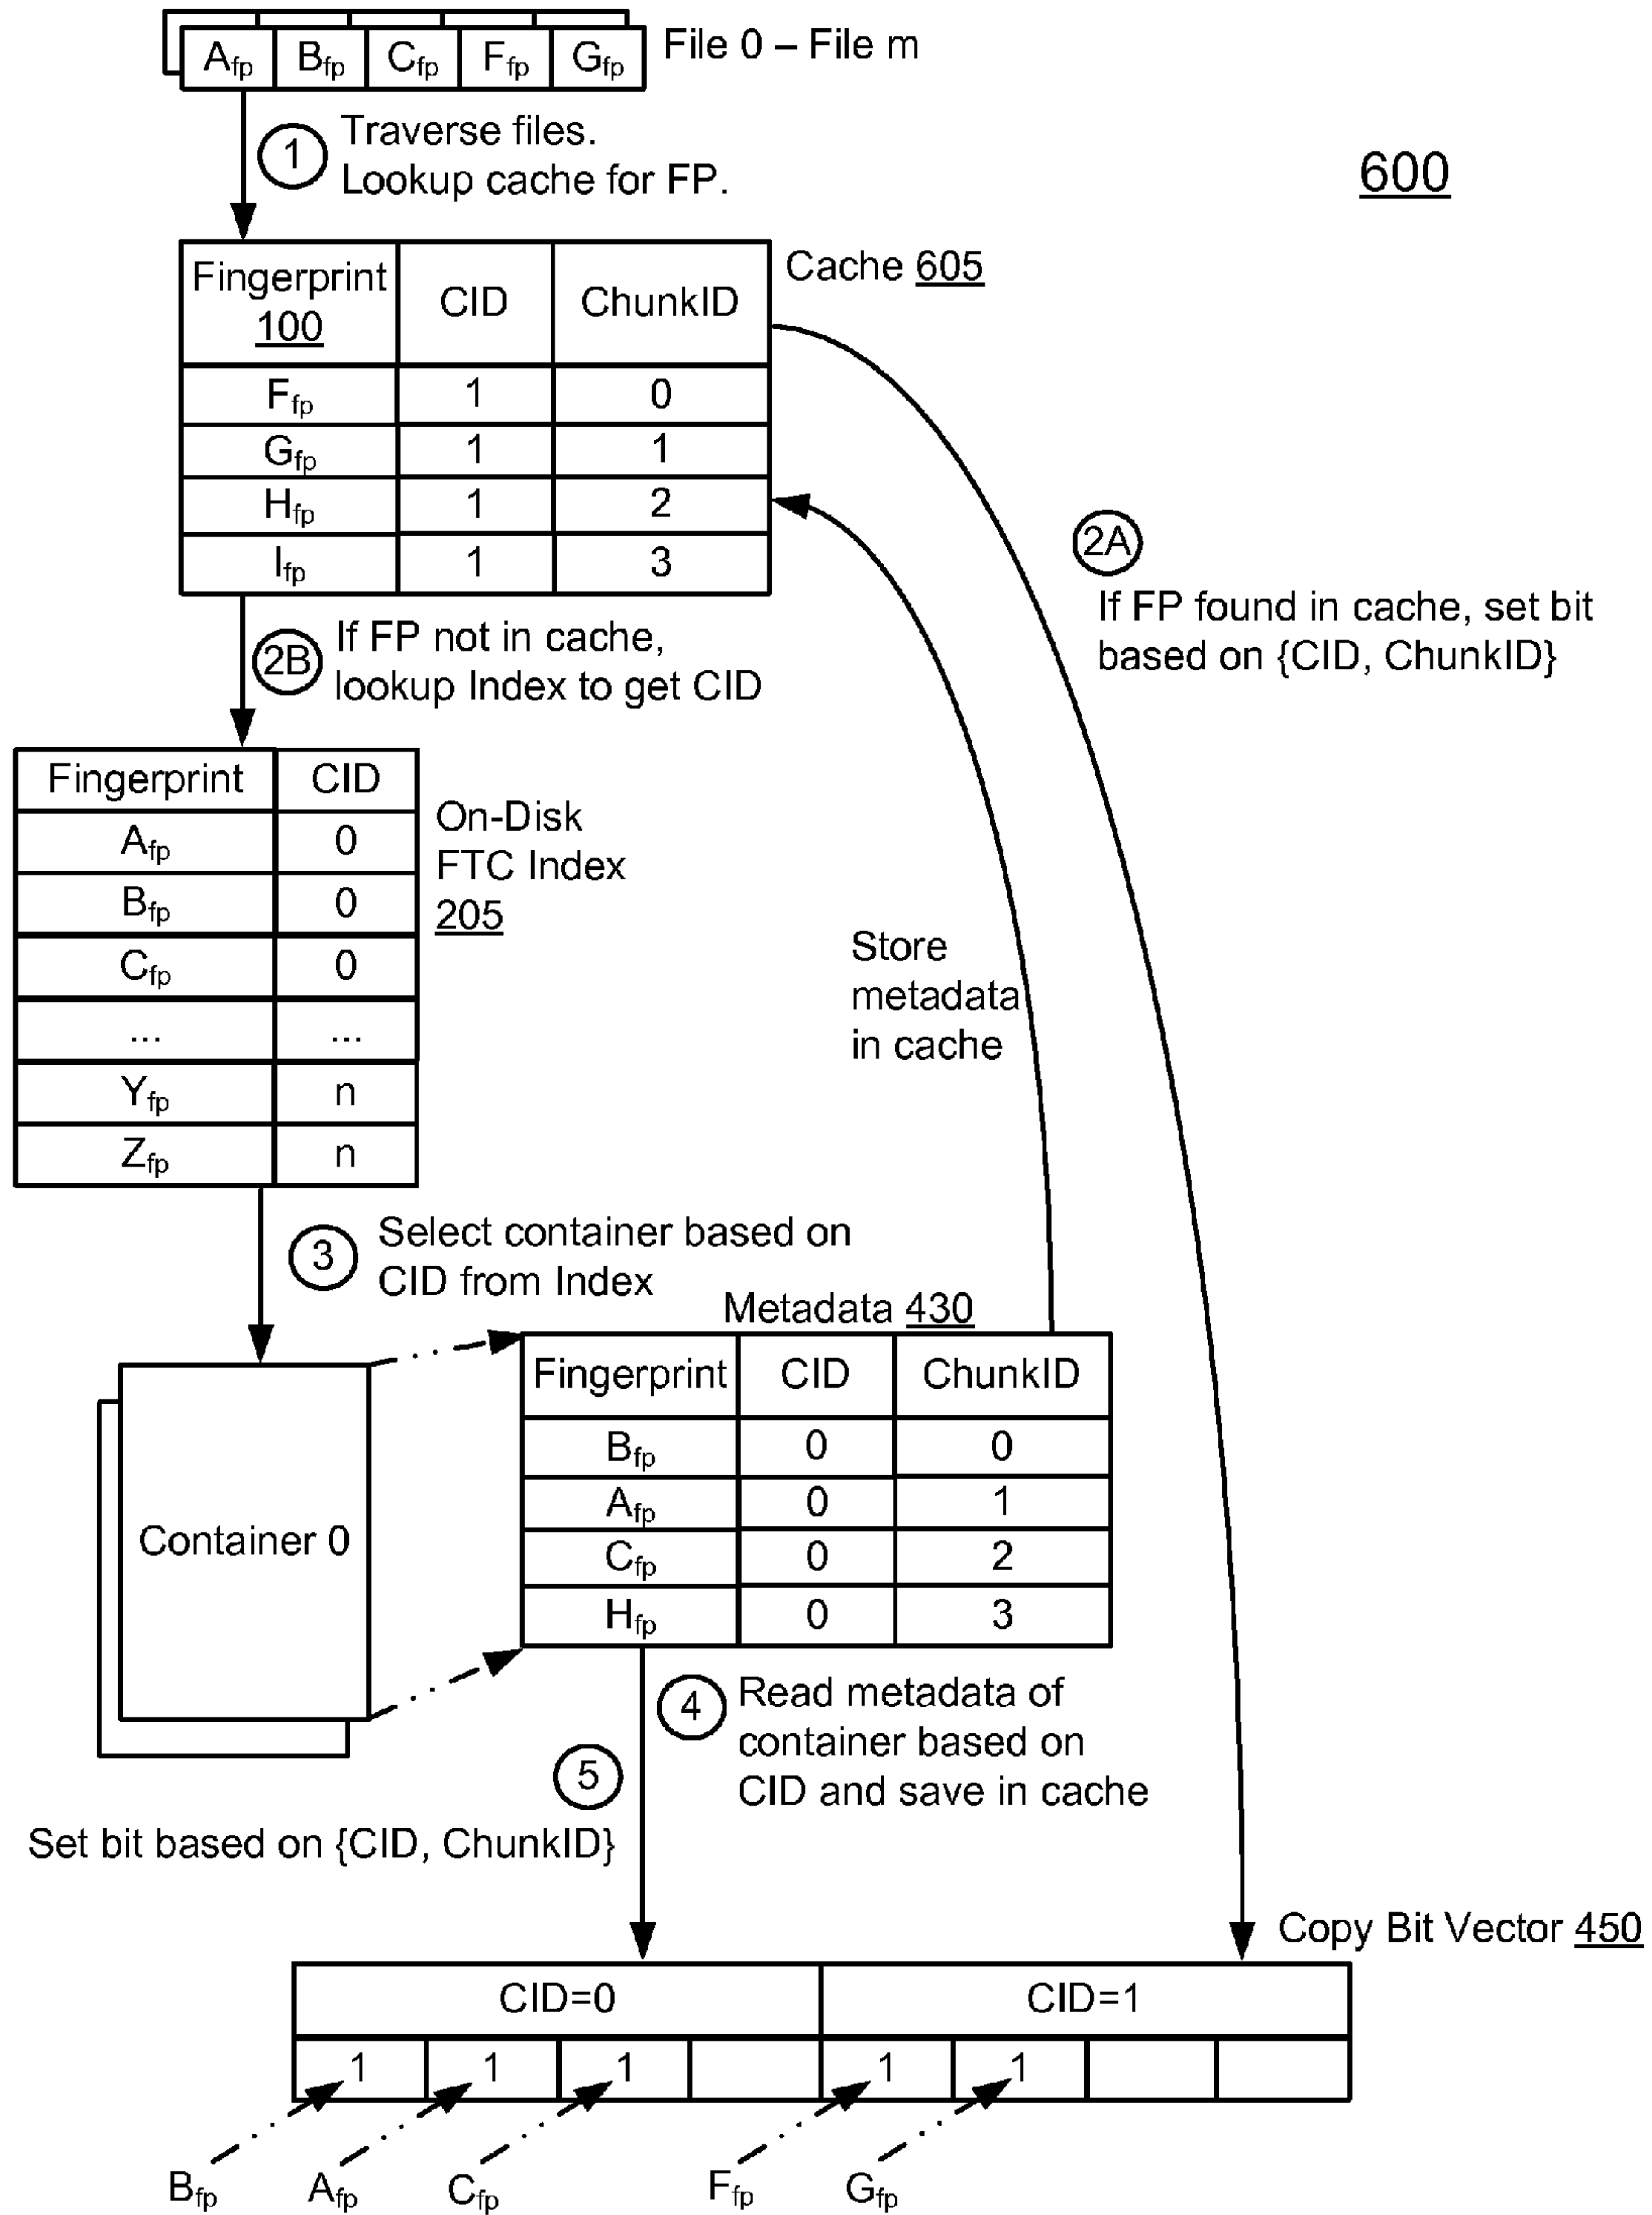 Afp Bfp Cfp Ffp Gfp File 0 – File m
1 Traverse files.
Lookup cache for FP.
600
Cache 605
Fingerprint 100 CID ChunkID
Ffp 1 0
Gfp 1 1
Hfp 1 2
Ifp 1 3
2A
If FP found in cache, set bit
based on {CID, ChunkID}
2B If FP not in cache,
lookup Index to get CID
Fingerprint CID
Afp 0
Bfp 0
Cfp 0
... ...
Yfp n
Zfp n
On-Disk
FTC Index
205
Store
metadata
in cache
3 Select container based on
CID from Index
Container 0
Metadata 430
Fingerprint CID ChunkID
Bfp 0 0
Afp 0 1
Cfp 0 2
Hfp 0 3
4 Read metadata of
container based on
CID and save in cache
5
Set bit based on {CID, ChunkID}
Copy Bit Vector 450
CID=0 CID=1
1 1 1 1 1
Bfp Afp Cfp Ffp Gfp